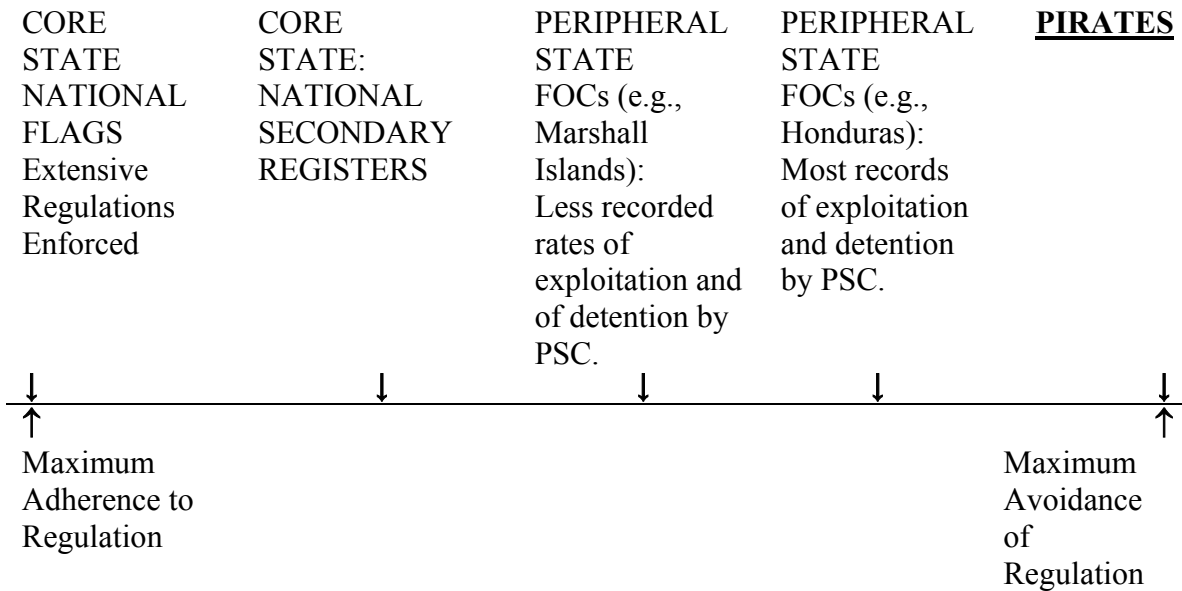 CORE
STATE
NATIONAL
FLAGS
Extensive
Regulations
Enforced
CORE
STATE:
NATIONAL
SECONDARY
REGISTERS
PERIPHERAL
STATE
FOCs (e.g.,
Marshall
Islands):
Less recorded
rates of
exploitation and
of detention by
PSC.
PERIPHERAL
STATE
FOCs (e.g.,
Honduras):
Most records
of exploitation
and detention
by PSC.
PIRATES
Maximum
Adherence to
Regulation
Maximum
Avoidance
of
Regulation